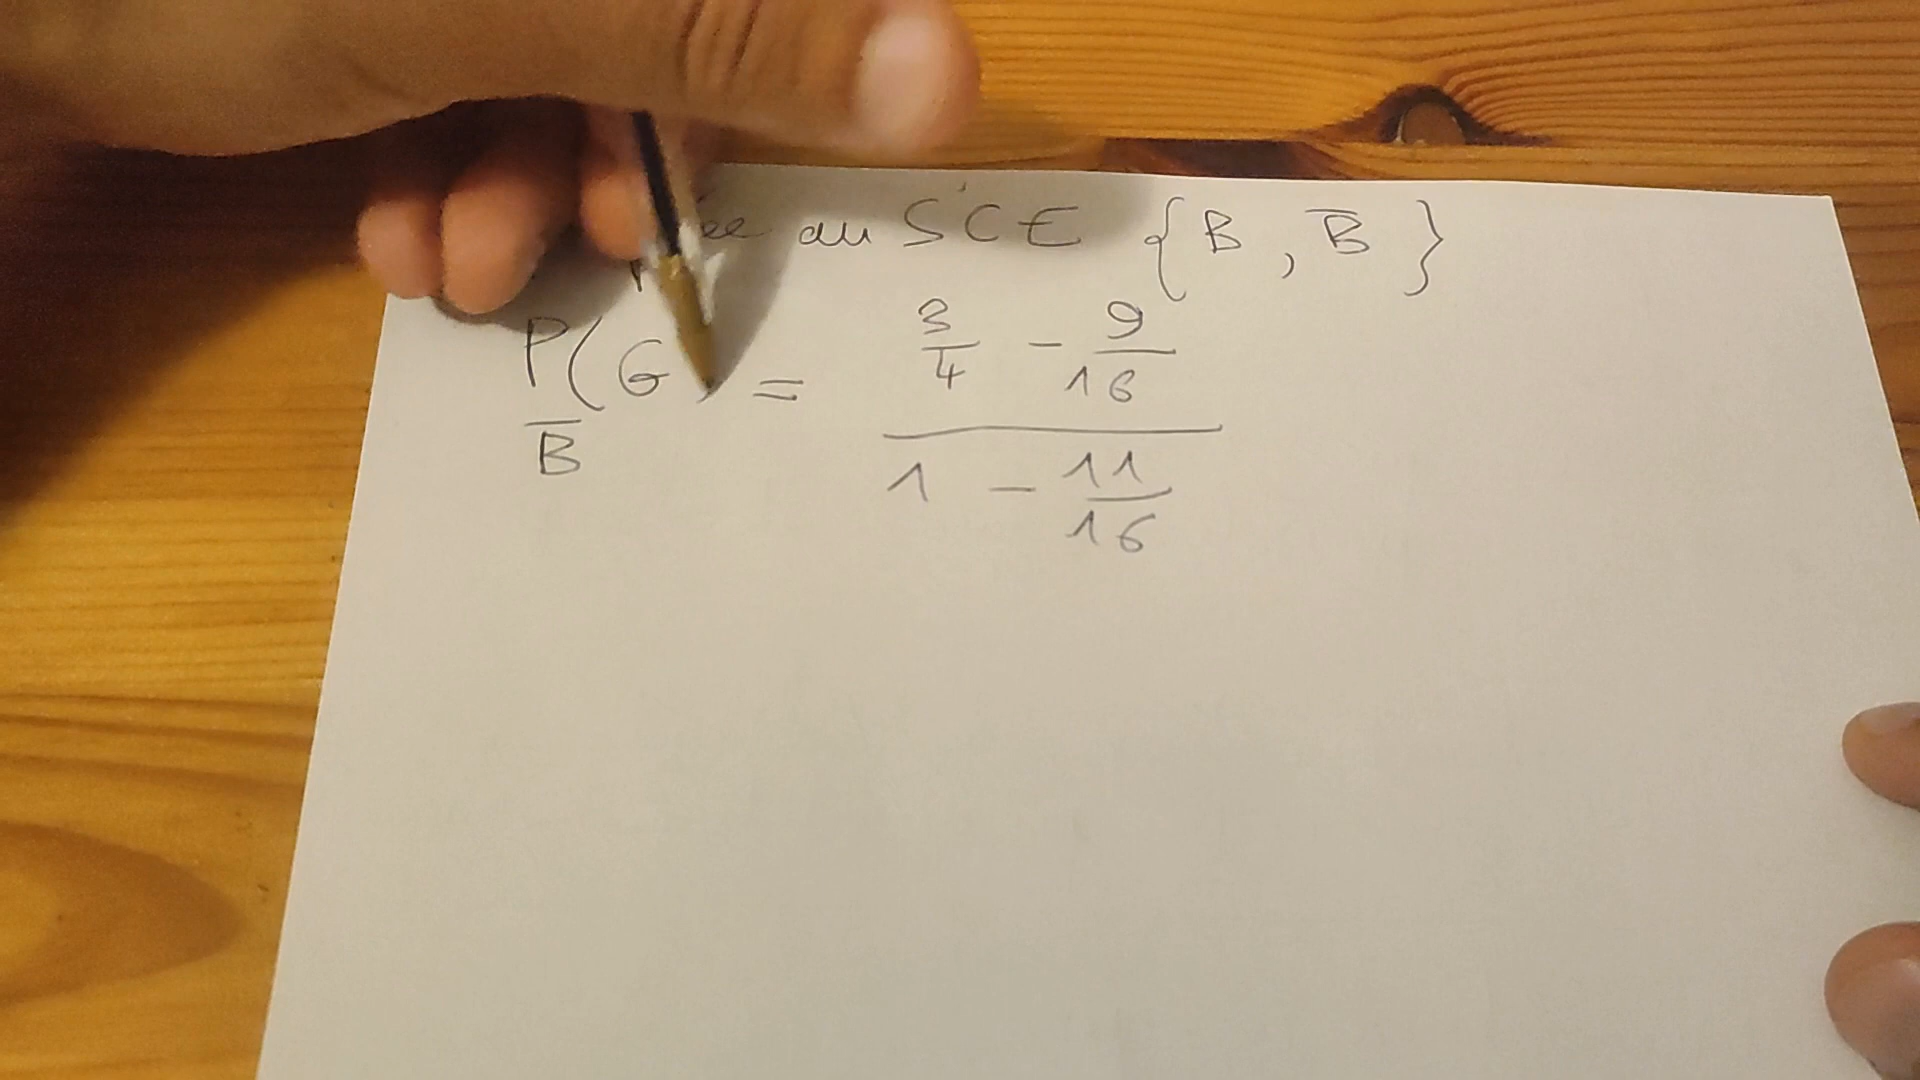 au SCE { B , B̅ }
P_B̅(G) = (3/4 - 9/16) / (1 - 11/16)